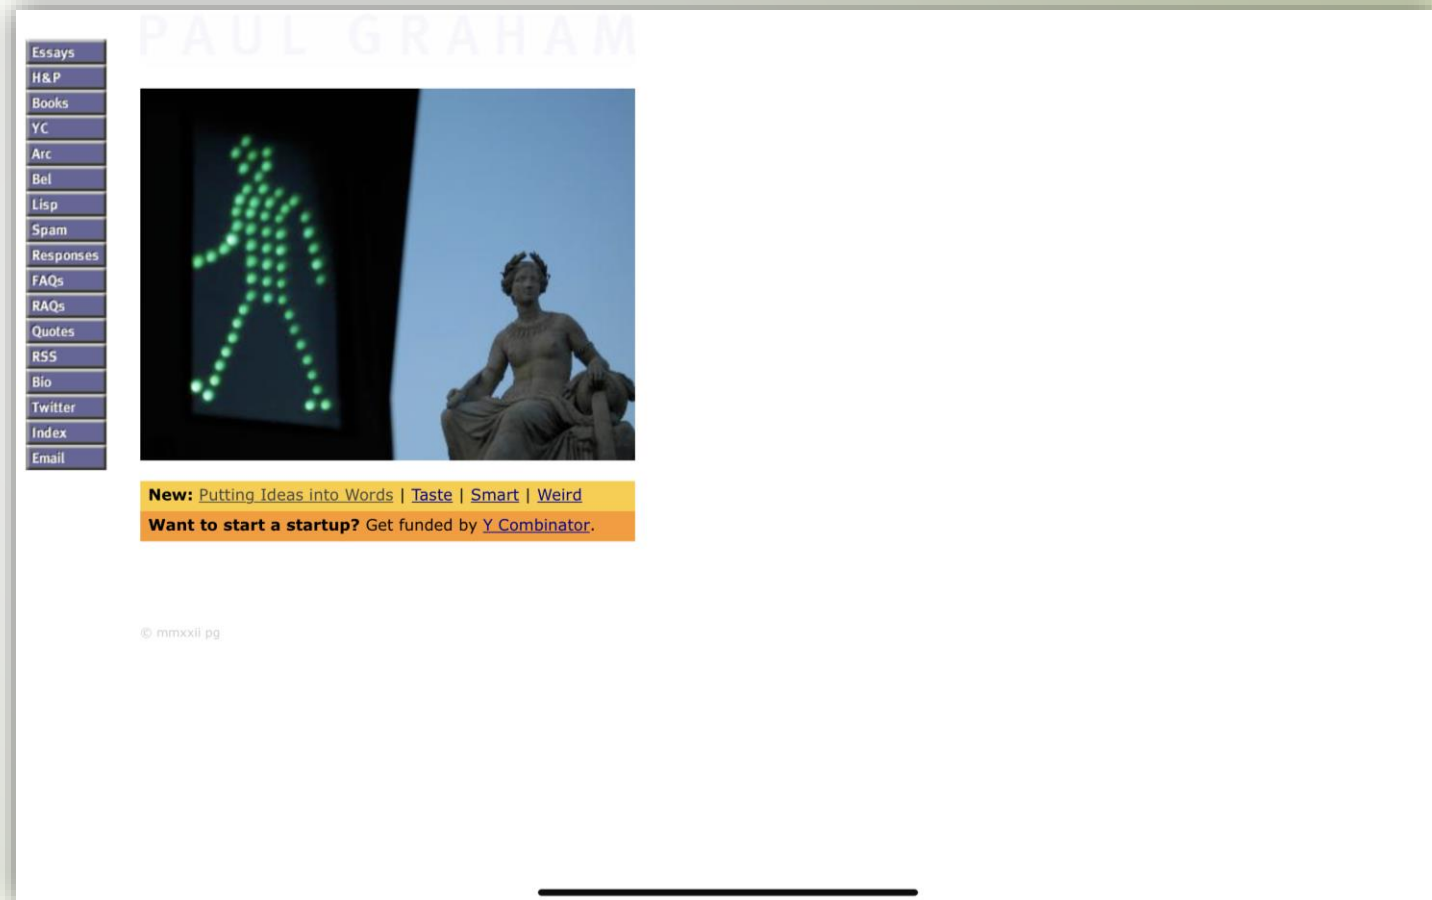 PAUL GRAHAM
Essays
H&P
Books
YC
Arc
Bel
Lisp
Spam
Responses
FAQs
RAQs
Quotes
RSS
Bio
Twitter
Index
Email
New: Putting Ideas into Words | Taste | Smart | Weird
Want to start a startup? Get funded by Y Combinator.
© mmxxii pg